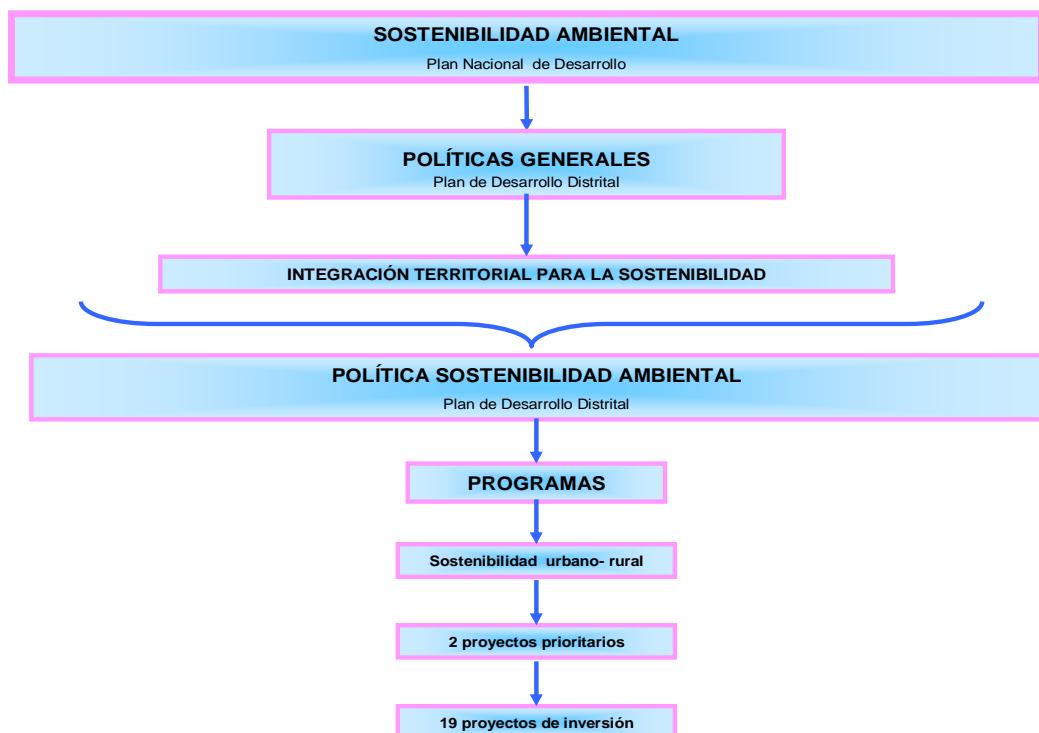 SOSTENIBILIDAD AMBIENTAL
Plan Nacional de Desarrollo
POLÍTICAS GENERALES
Plan de Desarrollo Distrital
INTEGRACIÓN TERRITORIAL PARA LA SOSTENIBILIDAD
POLÍTICA SOSTENIBILIDAD AMBIENTAL
Plan de Desarrollo Distrital
PROGRAMAS
Sostenibilidad urbano- rural
2 proyectos prioritarios
19 proyectos de inversión